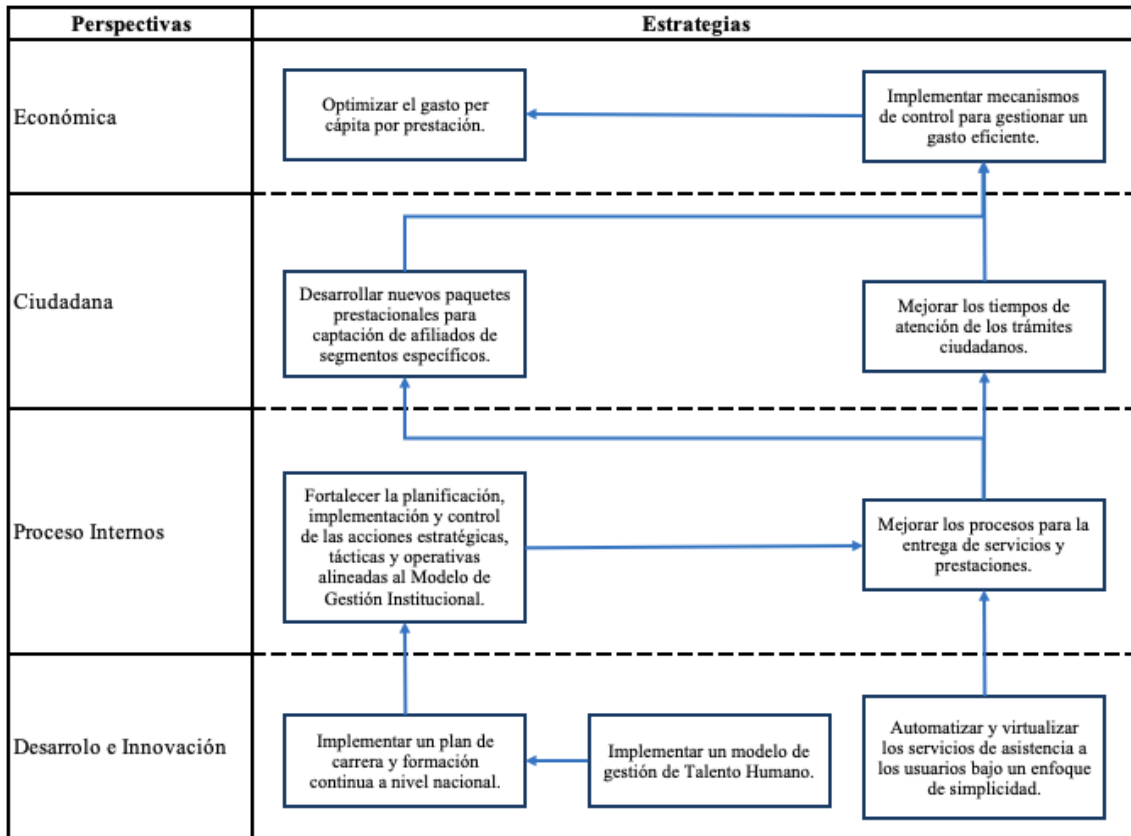 Perspectivas
Estrategias
Económica
Optimizar el gasto per
cápita por prestación.
Implementar mecanismos
de control para gestionar un
gasto eficiente.
Ciudadana
Desarrollar nuevos paquetes
prestacionales para
captación de afiliados de
segmentos específicos.
Mejorar los tiempos de
atención de los trámites
ciudadanos.
Proceso Internos
Fortalecer la planificación,
implementación y control
de las acciones estratégicas,
tácticas y operativas
alineadas al Modelo de
Gestión Institucional.
Mejorar los procesos para la
entrega de servicios y
prestaciones.
Desarrolo e Innovación
Implementar un plan de
carrera y formación
continua a nivel nacional.
Implementar un modelo de
gestión de Talento Humano.
Automatizar y virtualizar
los servicios de asistencia a
los usuarios bajo un enfoque
de simplicidad.